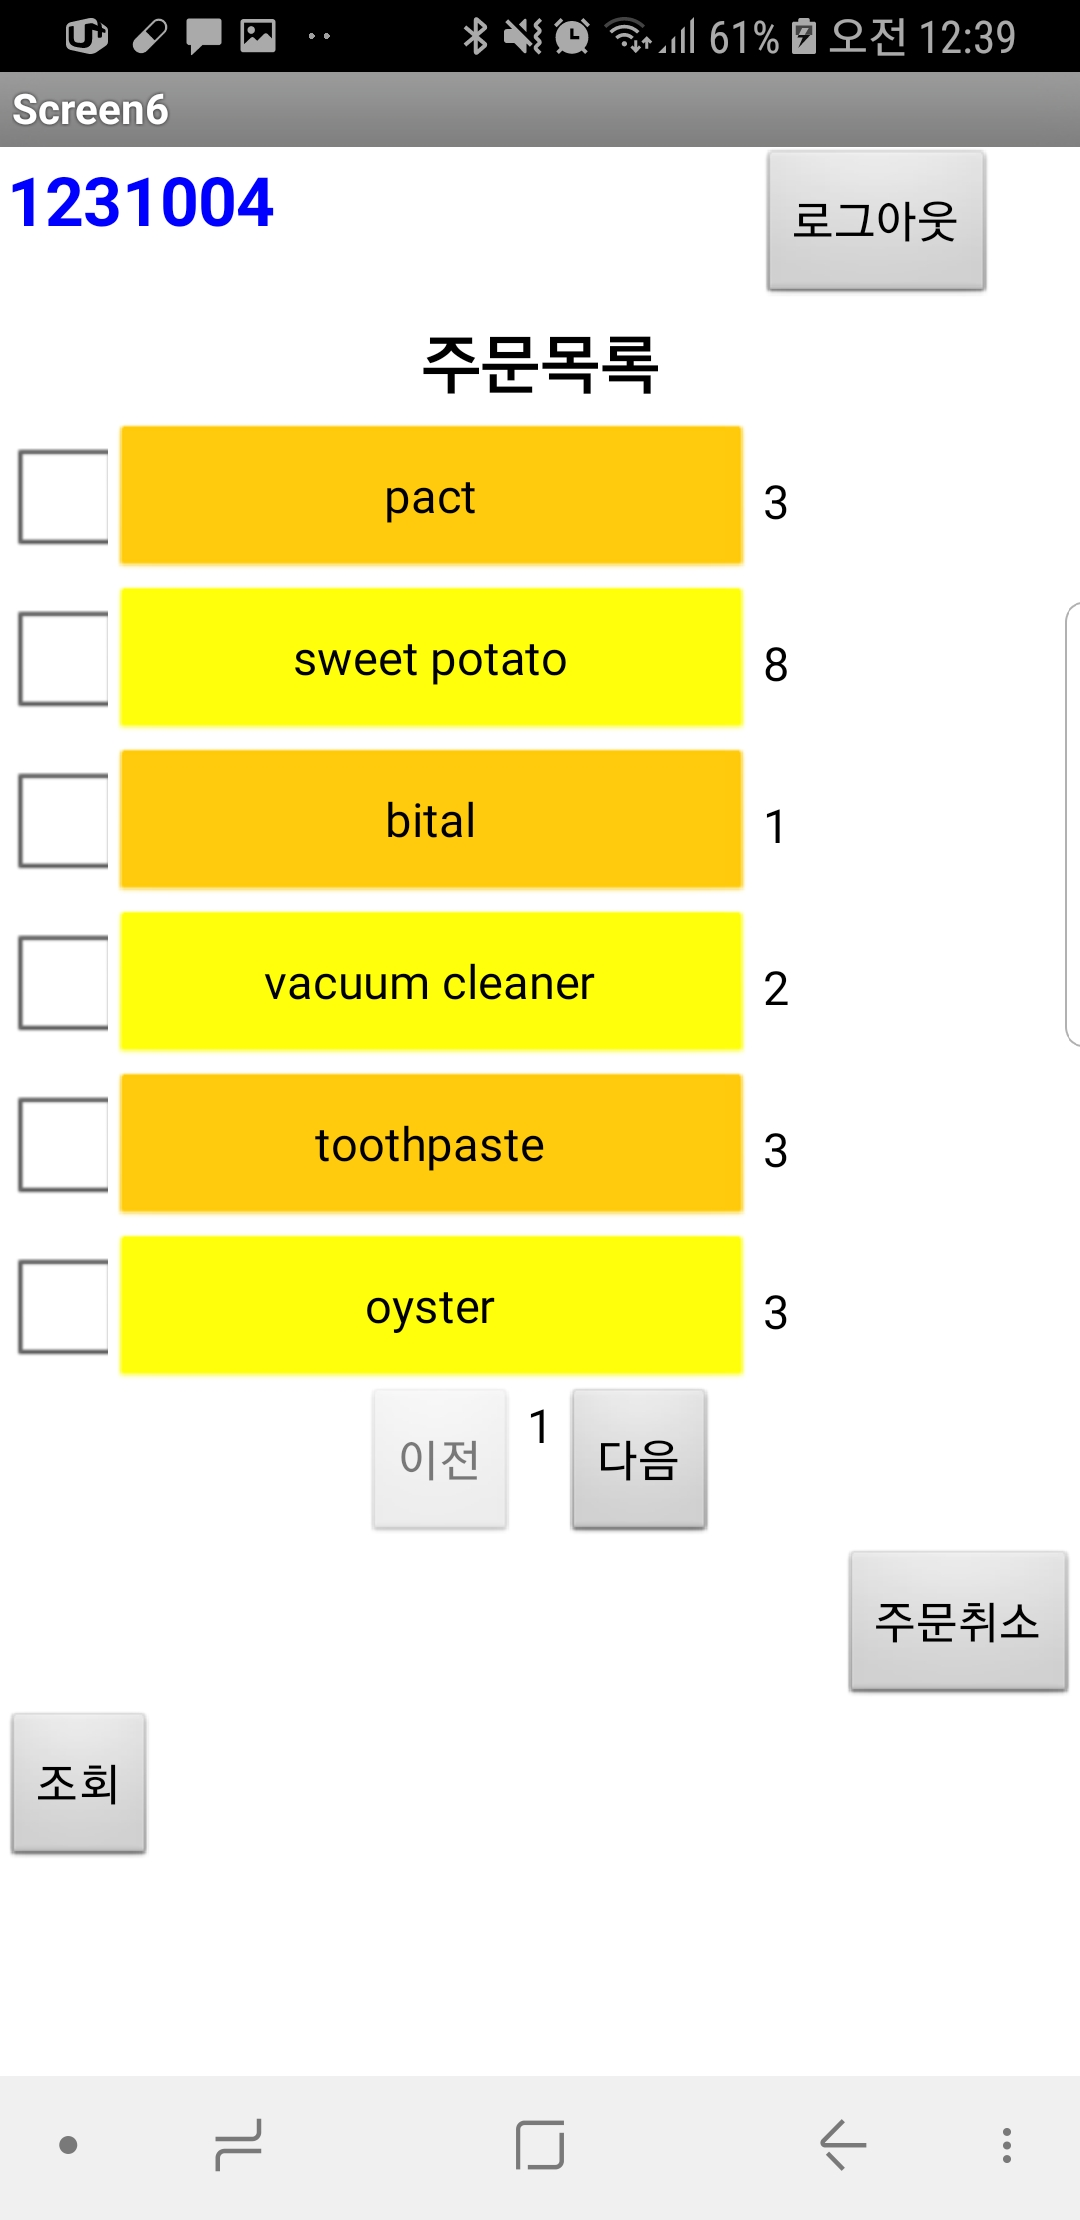 61% 오전 12:39
Screen6
1231004
로그아웃
주문목록
pact 3
sweet potato 8
bital 1
vacuum cleaner 2
toothpaste 3
oyster 3
이전 1 다음
주문취소
조회